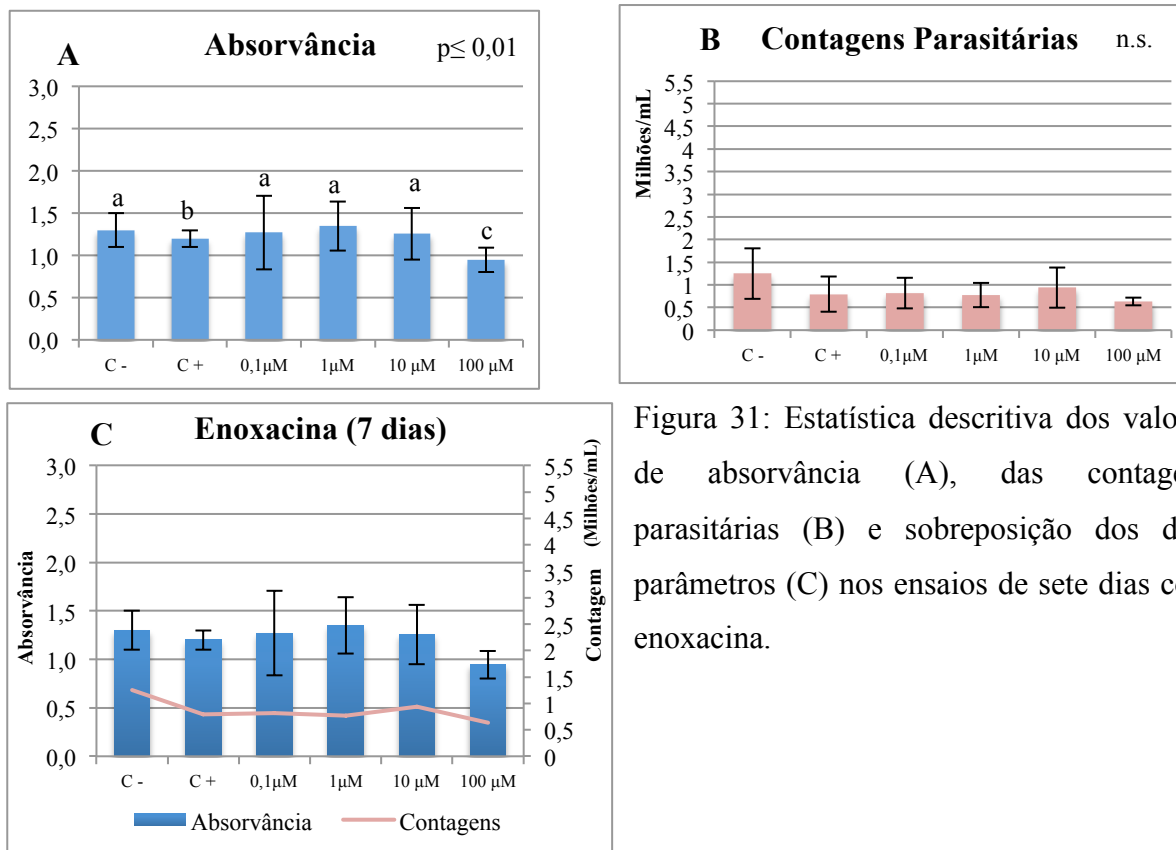 A Absorvância p≤ 0,01
3,0
2,5
2,0
1,5
1,0
0,5
0,0
a b a a a c
C - C + 0,1µM 1µM 10 µM 100 µM
B Contagens Parasitárias n.s.
Milhões/mL
5,5
5
4,5
4
3,5
3
2,5
2
1,5
1
0,5
0
C - C + 0,1µM 1µM 10 µM 100 µM
C Enoxacina (7 dias)
Absorvância
3,0
2,5
2,0
1,5
1,0
0,5
0,0
Contagem (Milhões/mL)
5,5
5
4,5
4
3,5
3
2,5
2
1,5
1
0,5
0
C - C + 0,1µM 1µM 10 µM 100 µM
Absorvância Contagens
Figura 31: Estatística descritiva dos valo
de absorvância (A), das contage
parasitárias (B) e sobreposição dos d
parâmetros (C) nos ensaios de sete dias co
enoxacina.